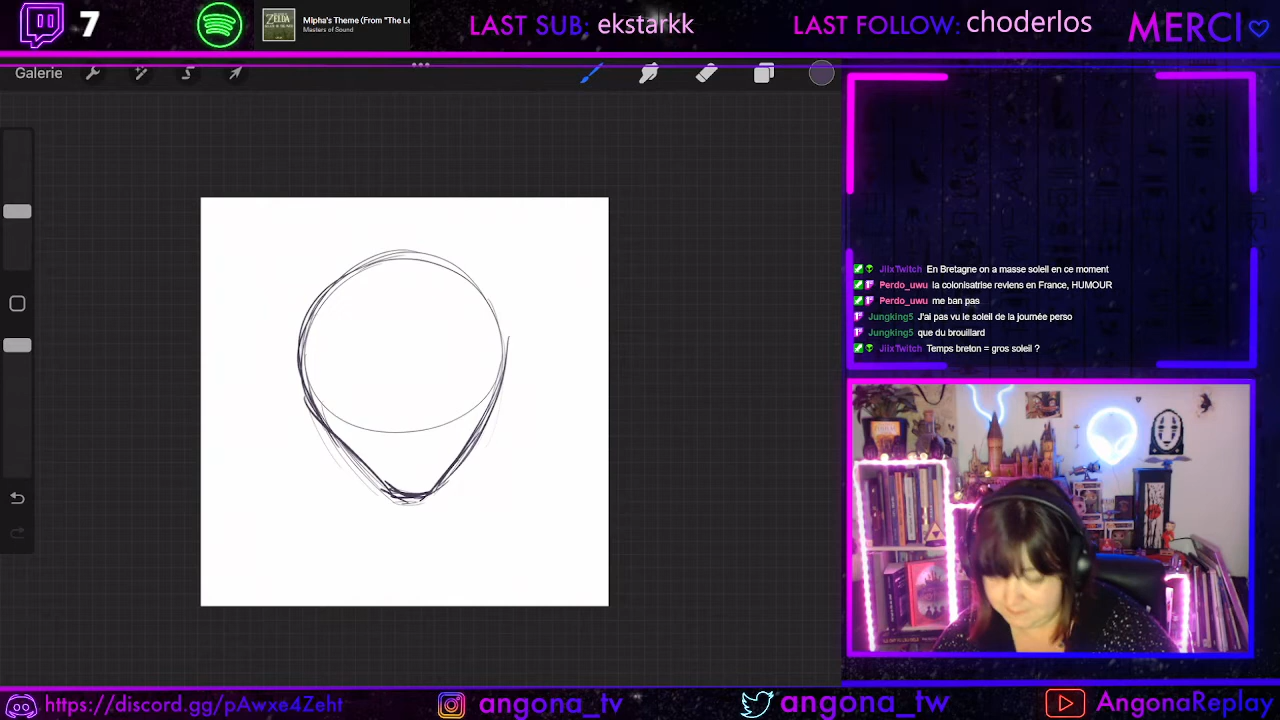 7
Mipha's Theme (From "The Le
Masters of Sound
LAST SUB: ekstarkk
LAST FOLLOW: choderlos
MERCI
Galerie
JiixTwitch En Bretagne on a masse soleil en ce moment
Perdo_uwu la colonisatrise reviens en France, HUMOUR
Perdo_uwu me ban pas
Jungking5 J'ai pas vu le soleil de la journée perso
Jungking5 que du brouillard
JiixTwitch Temps breton = gros soleil ?
https://discord.gg/pAwxe4Zeht
angona_tv
angona_tw
AngonaReplay